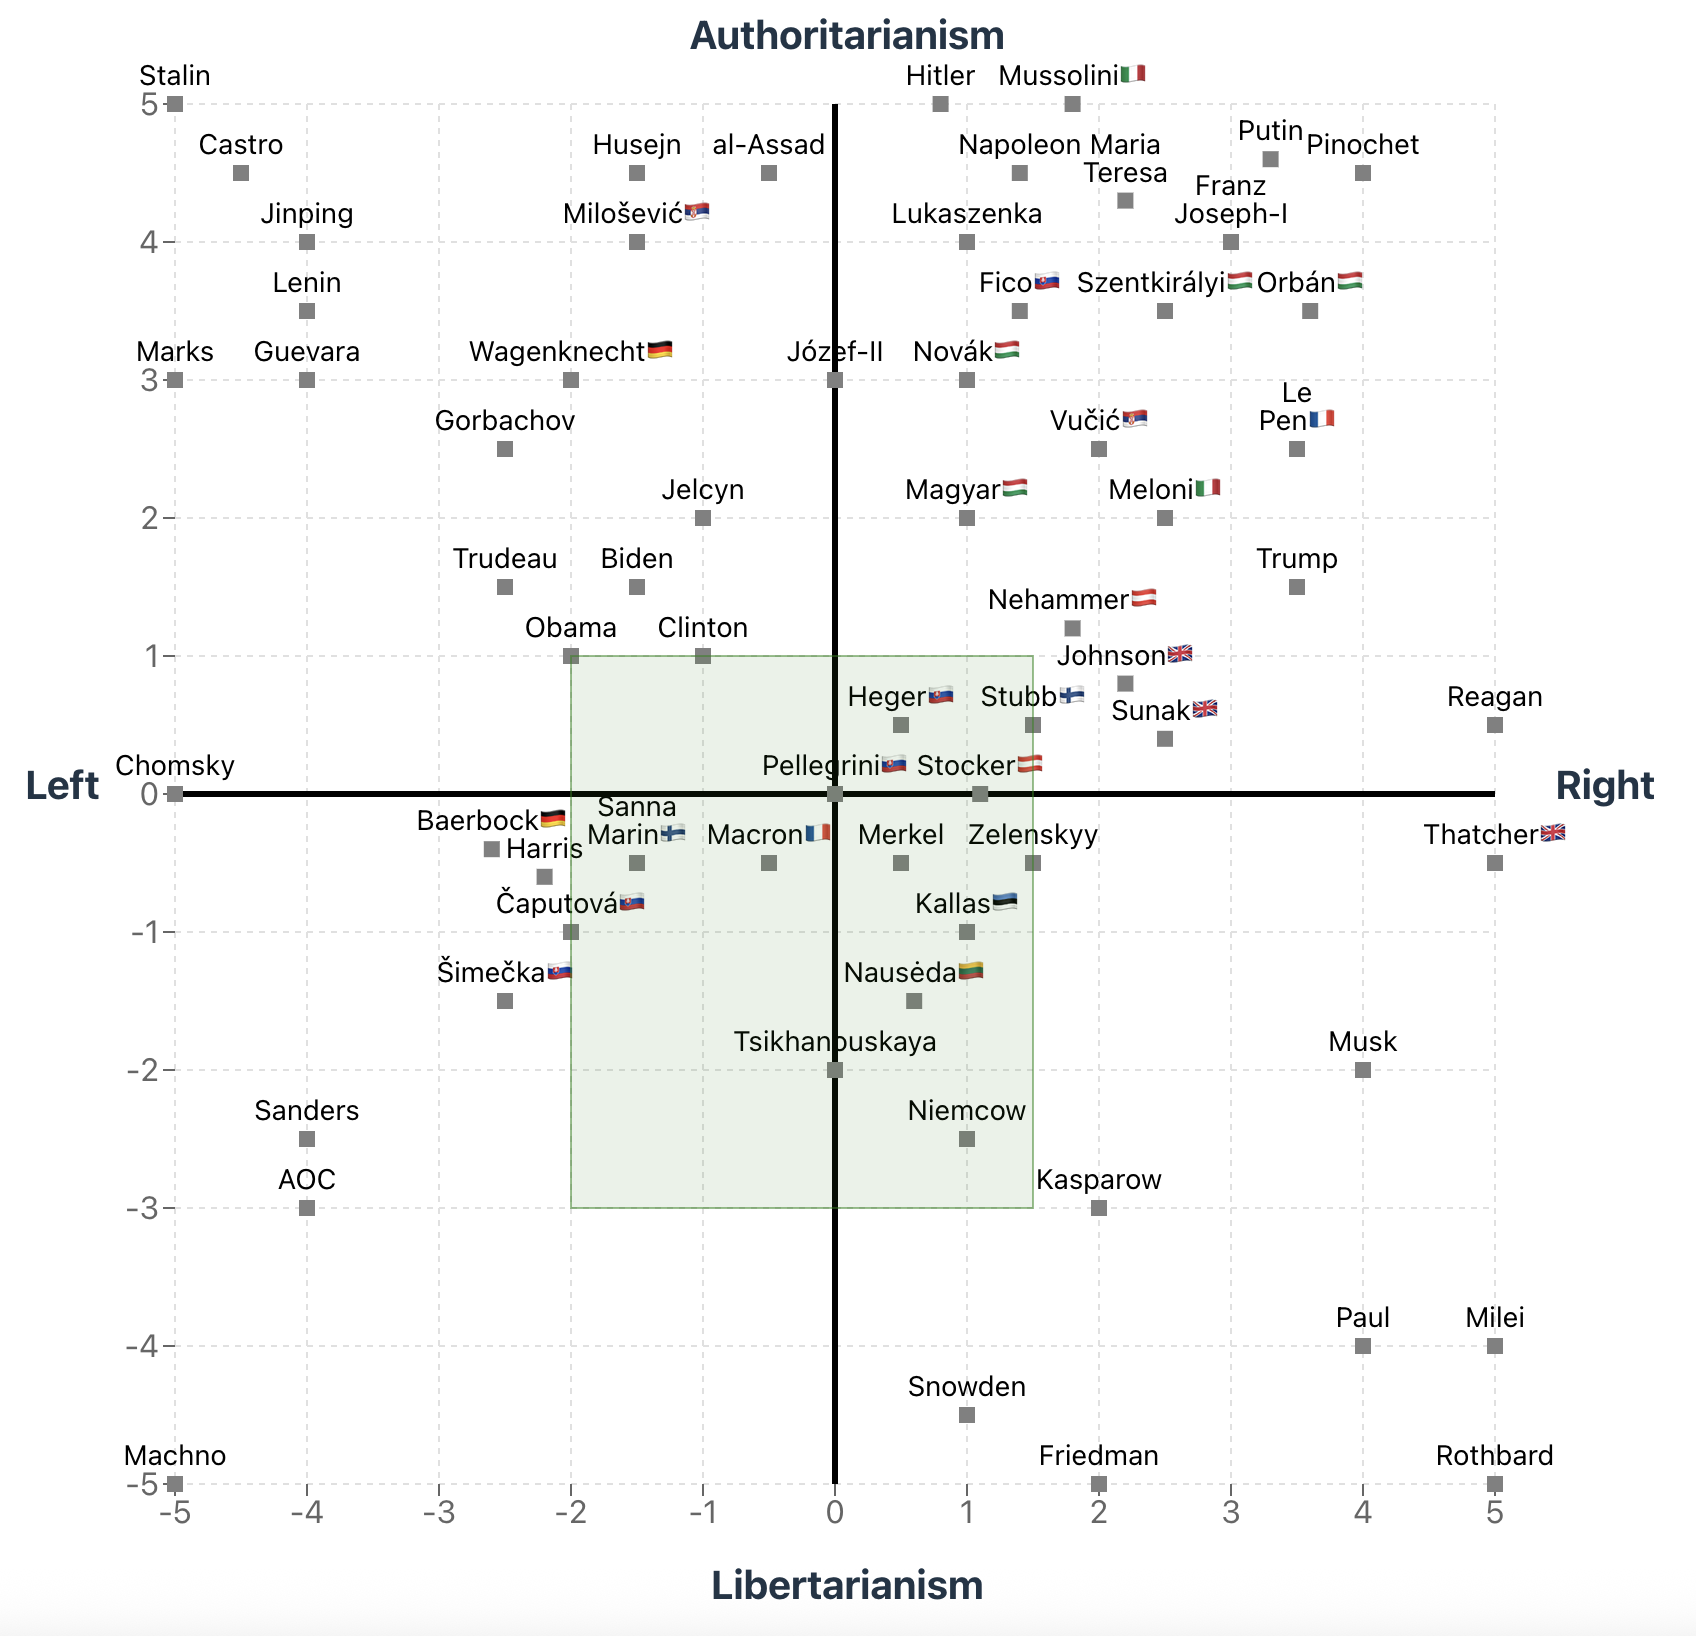 Authoritarianism
Stalin
Hitler
Mussolini🇮🇹
5
Castro
Husejn
al-Assad
Napoleon
Maria
Teresa
Putin
Pinochet
Jinping
Milošević🇷🇸
Lukaszenka
Franz
Joseph-I
4
Lenin
Fico🇸🇰
Szentkirályi🇭🇺
Orbán🇭🇺
Marks
Guevara
Wagenknecht🇩🇪
Józef-II
Novák🇭🇺
3
Gorbachov
Vučić🇷🇸
Le
Pen🇫🇷
Jelcyn
Magyar🇭🇺
Meloni🇮🇹
2
Trudeau
Biden
Trump
Nehammer🇦🇹
Obama
Clinton
1
Johnson🇬🇧
Heger🇸🇰
Stubb🇫🇮
Sunak🇬🇧
Reagan
Chomsky
Pellegrini🇸🇰
Stocker🇦🇹
Left
0
Right
Baerbock🇩🇪
Harris
Sanna
Marin🇫🇮
Macron🇫🇷
Merkel
Zelenskyy
Thatcher🇬🇧
Čaputová🇸🇰
Kallas🇪🇪
-1
Šimečka🇸🇰
Nausėda🇱🇹
Tsikhanouskaya
Musk
-2
Sanders
Niemcow
AOC
Kasparow
-3
Paul
Milei
-4
Snowden
Machno
Friedman
Rothbard
-5
-5 -4 -3 -2 -1 0 1 2 3 4 5
Libertarianism